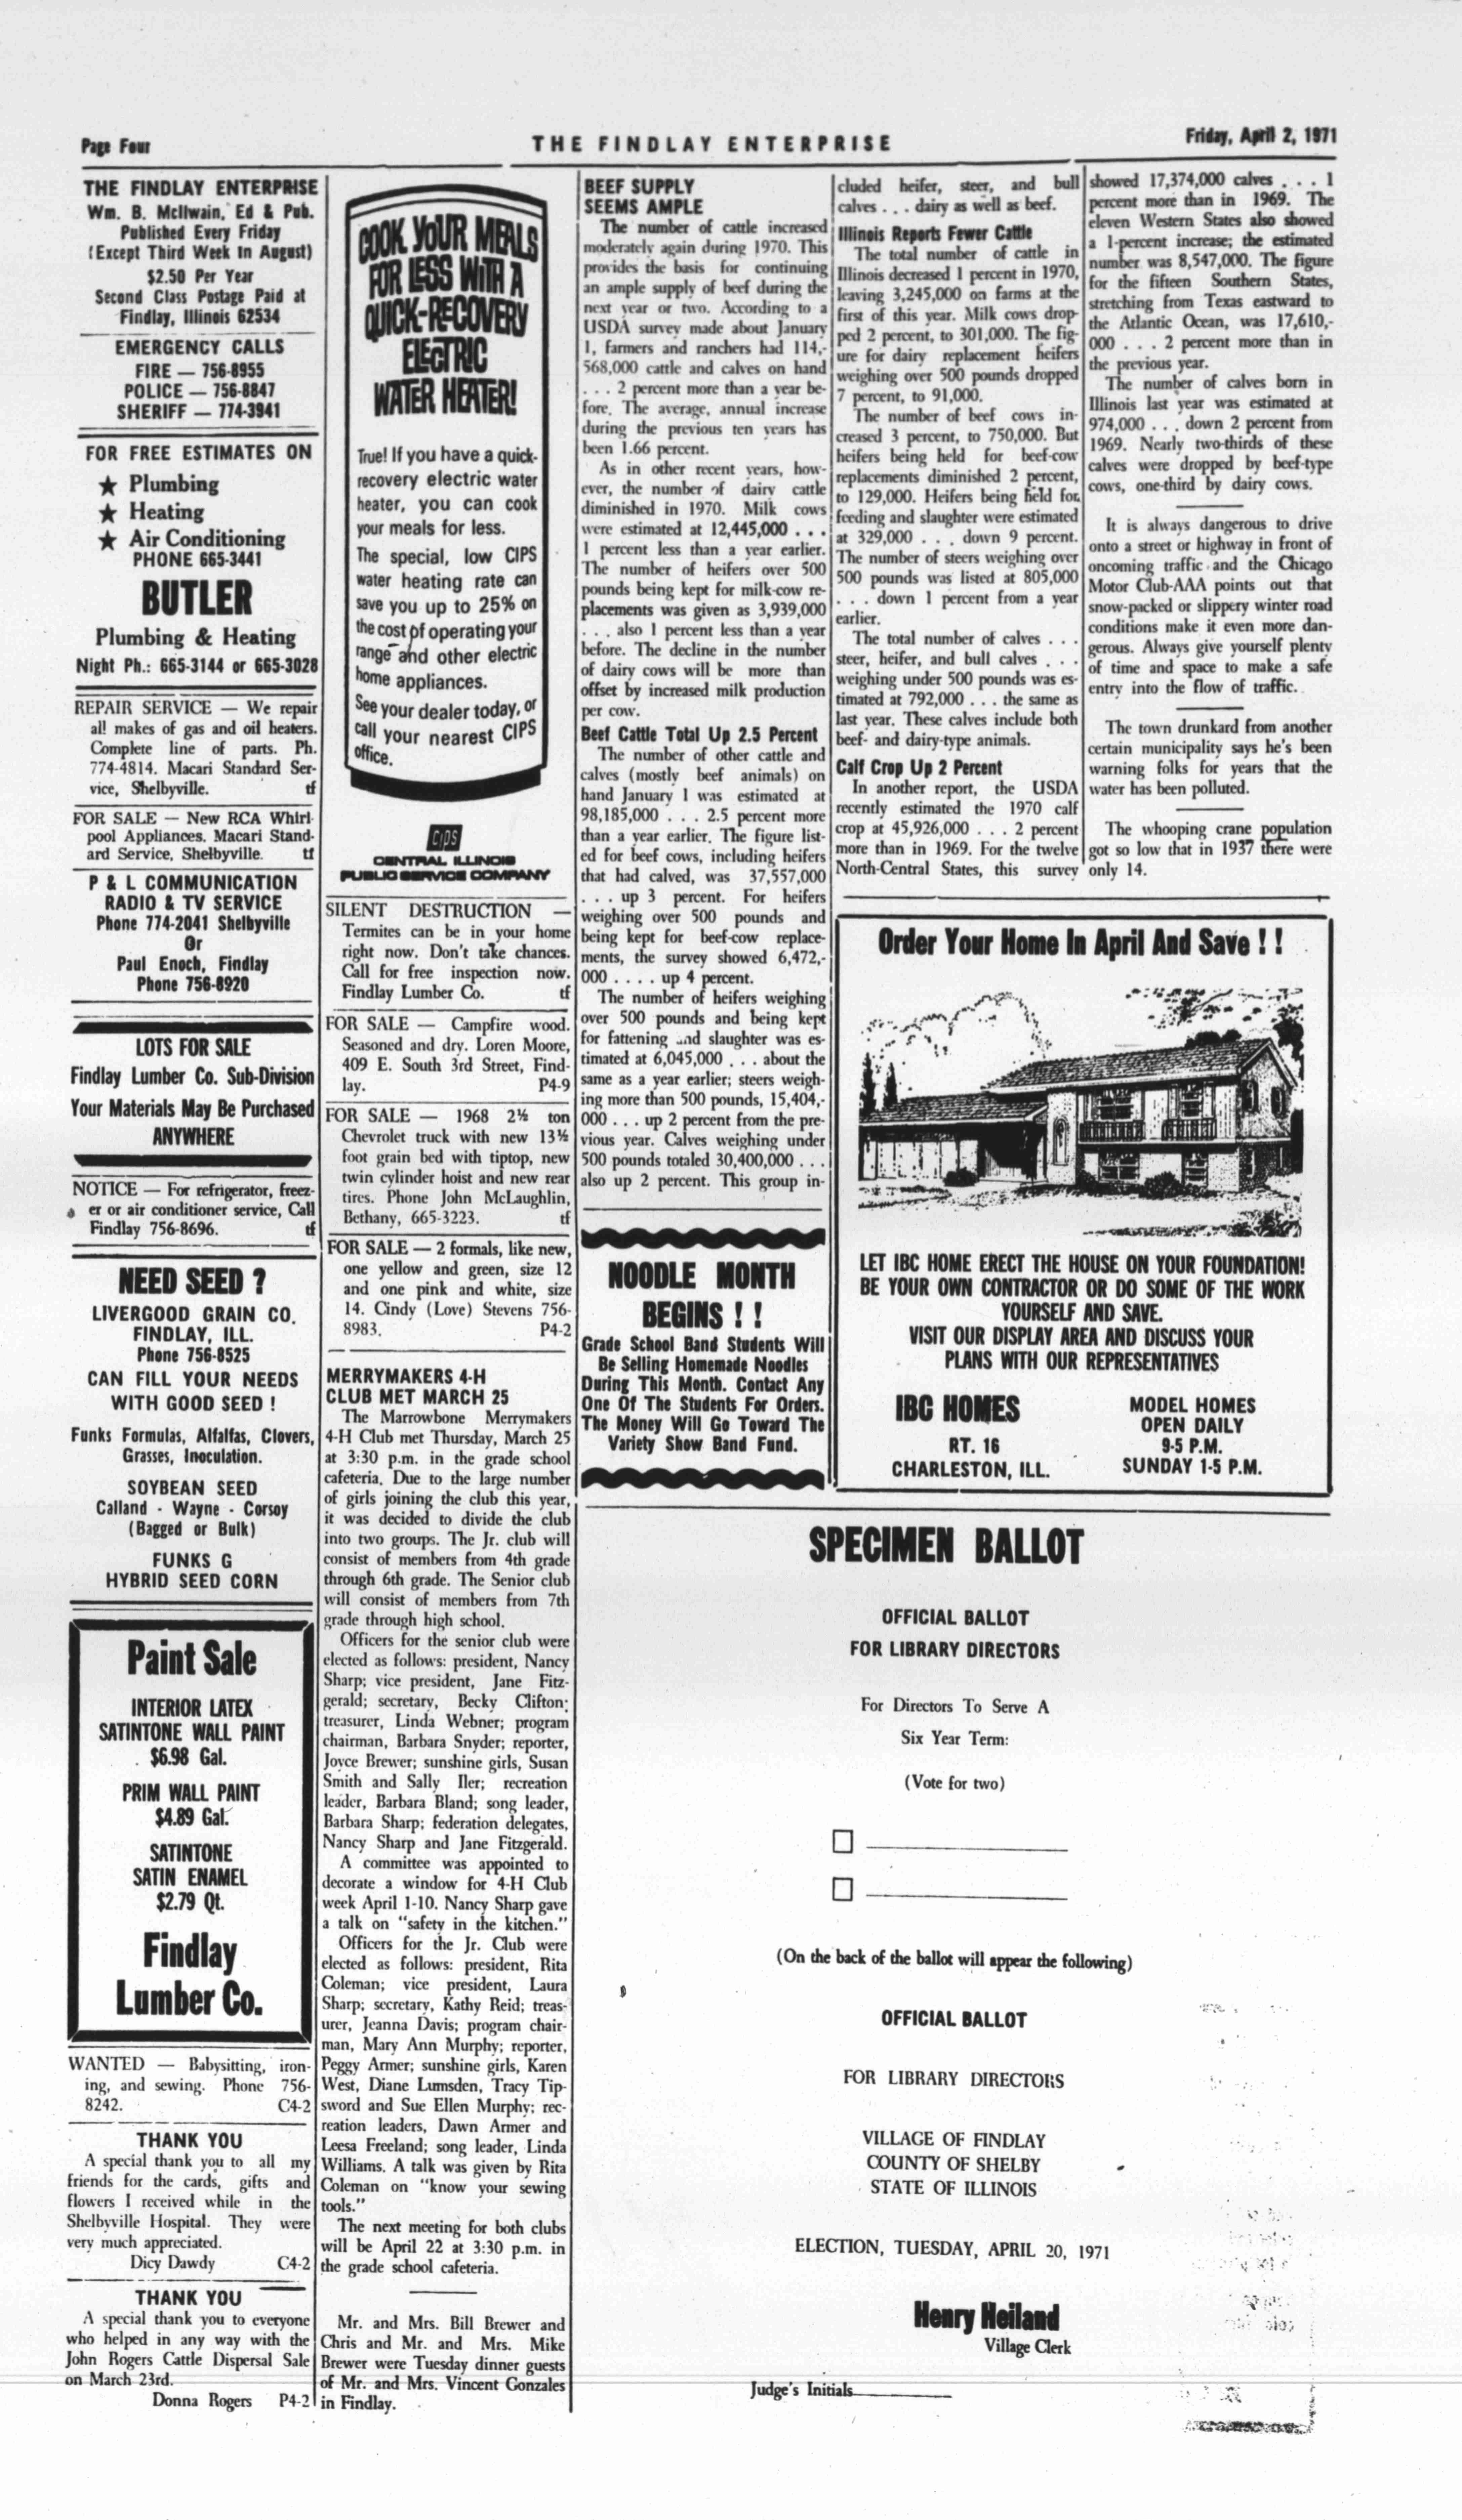 Page Four
THE FINDLAY ENTERPRISE
Friday, April 2, 1971
THE FINDLAY ENTERPRISE
Wm. B. McIlwain, Ed & Pub.
Published Every Friday
(Except Third Week In August)
$2.50 Per Year
Second Class Postage Paid at
Findlay, Illinois 62534
EMERGENCY CALLS
FIRE — 756-8955
POLICE — 756-8847
SHERIFF — 774-3941
FOR FREE ESTIMATES ON
★ Plumbing
★ Heating
★ Air Conditioning
PHONE 665-3441
BUTLER
Plumbing & Heating
Night Ph.: 665-3144 or 665-3028
REPAIR SERVICE — We repair
all makes of gas and oil heaters.
Complete line of parts. Ph.
774-4814. Macari Standard Ser-
vice, Shelbyville. tf
FOR SALE — New RCA Whirl-
pool Appliances. Macari Stand-
ard Service, Shelbyville. tf
P & L COMMUNICATION
RADIO & TV SERVICE
Phone 774-2041 Shelbyville
Or
Paul Enoch, Findlay
Phone 756-8920
LOTS FOR SALE
Findlay Lumber Co. Sub-Division
Your Materials May Be Purchased
ANYWHERE
NOTICE — For refrigerator, freez-
er or air conditioner service, Call
Findlay 756-8696. tf
NEED SEED ?
LIVERGOOD GRAIN CO.
FINDLAY, ILL.
Phone 756-8525
CAN FILL YOUR NEEDS
WITH GOOD SEED !
Funks Formulas, Alfalfas, Clovers,
Grasses, Inoculation.
SOYBEAN SEED
Calland - Wayne - Corsoy
(Bagged or Bulk)
FUNKS G
HYBRID SEED CORN
Paint Sale
INTERIOR LATEX
SATINTONE WALL PAINT
$6.98 Gal.
PRIM WALL PAINT
$4.89 Gal.
SATINTONE
SATIN ENAMEL
$2.79 Qt.
Findlay
Lumber Co.
WANTED — Babysitting, iron-
ing, and sewing. Phone 756-
8242. C4-2
THANK YOU
A special thank you to all my
friends for the cards, gifts and
flowers I received while in the
Shelbyville Hospital. They were
very much appreciated.
Dicy Dawdy C4-2
THANK YOU
A special thank you to everyone
who helped in any way with the
John Rogers Cattle Dispersal Sale
on March 23rd.
Donna Rogers P4-2
COOK YOUR MEALS
FOR LESS WITH A
QUICK-RECOVERY
ELECTRIC
WATER HEATER!
True! If you have a quick-
recovery electric water
heater, you can cook
your meals for less.
The special, low CIPS
water heating rate can
save you up to 25% on
the cost of operating your
range and other electric
home appliances.
See your dealer today, or
call your nearest CIPS
office.
CIPS
CENTRAL ILLINOIS
PUBLIC SERVICE COMPANY
SILENT DESTRUCTION —
Termites can be in your home
right now. Don't take chances.
Call for free inspection now.
Findlay Lumber Co. tf
FOR SALE — Campfire wood.
Seasoned and dry. Loren Moore,
409 E. South 3rd Street, Find-
lay. P4-9
FOR SALE — 1968 2½ ton
Chevrolet truck with new 13½
foot grain bed with tiptop, new
twin cylinder hoist and new rear
tires. Phone John McLaughlin,
Bethany, 665-3223. tf
FOR SALE — 2 formals, like new,
one yellow and green, size 12
and one pink and white, size
14. Cindy (Love) Stevens 756-
8983. P4-2
MERRYMAKERS 4-H
CLUB MET MARCH 25
The Marrowbone Merrymakers
4-H Club met Thursday, March 25
at 3:30 p.m. in the grade school
cafeteria. Due to the large number
of girls joining the club this year,
it was decided to divide the club
into two groups. The Jr. club will
consist of members from 4th grade
through 6th grade. The Senior club
will consist of members from 7th
grade through high school.
Officers for the senior club were
elected as follows: president, Nancy
Sharp; vice president, Jane Fitz-
gerald; secretary, Becky Clifton;
treasurer, Linda Webner; program
chairman, Barbara Snyder; reporter,
Joyce Brewer; sunshine girls, Susan
Smith and Sally Iler; recreation
leader, Barbara Bland; song leader,
Barbara Sharp; federation delegates,
Nancy Sharp and Jane Fitzgerald.
A committee was appointed to
decorate a window for 4-H Club
week April 1-10. Nancy Sharp gave
a talk on "safety in the kitchen."
Officers for the Jr. Club were
elected as follows: president, Rita
Coleman; vice president, Laura
Sharp; secretary, Kathy Reid; treas-
urer, Jeanna Davis; program chair-
man, Mary Ann Murphy; reporter,
Peggy Armer; sunshine girls, Karen
West, Diane Lumsden, Tracy Tip-
sword and Sue Ellen Murphy; rec-
reation leaders, Dawn Armer and
Leesa Freeland; song leader, Linda
Williams. A talk was given by Rita
Coleman on "know your sewing
tools."
The next meeting for both clubs
will be April 22 at 3:30 p.m. in
the grade school cafeteria.
Mr. and Mrs. Bill Brewer and
Chris and Mr. and Mrs. Mike
Brewer were Tuesday dinner guests
of Mr. and Mrs. Vincent Gonzales
in Findlay.
BEEF SUPPLY
SEEMS AMPLE
The number of cattle increased
moderately again during 1970. This
provides the basis for continuing
an ample supply of beef during the
next year or two. According to a
USDA survey made about January
1, farmers and ranchers had 114,-
568,000 cattle and calves on hand
. . . 2 percent more than a year be-
fore. The average, annual increase
during the previous ten years has
been 1.66 percent.
As in other recent years, how-
ever, the number of dairy cattle
diminished in 1970. Milk cows
were estimated at 12,445,000 . . .
1 percent less than a year earlier.
The number of heifers over 500
pounds being kept for milk-cow re-
placements was given as 3,939,000
. . . also 1 percent less than a year
before. The decline in the number
of dairy cows will be more than
offset by increased milk production
per cow.
Beef Cattle Total Up 2.5 Percent
The number of other cattle and
calves (mostly beef animals) on
hand January 1 was estimated at
98,185,000 . . . 2.5 percent more
than a year earlier. The figure list-
ed for beef cows, including heifers
that had calved, was 37,557,000
. . . up 3 percent. For heifers
weighing over 500 pounds and
being kept for beef-cow replace-
ments, the survey showed 6,472,-
000 . . . . up 4 percent.
The number of heifers weighing
over 500 pounds and being kept
for fattening and slaughter was es-
timated at 6,045,000 . . . about the
same as a year earlier; steers weigh-
ing more than 500 pounds, 15,404,-
000 . . . up 2 percent from the pre-
vious year. Calves weighing under
500 pounds totaled 30,400,000 . . .
also up 2 percent. This group in-
NOODLE MONTH
BEGINS ! !
Grade School Band Students Will
Be Selling Homemade Noodles
During This Month. Contact Any
One Of The Students For Orders.
The Money Will Go Toward The
Variety Show Band Fund.
cluded heifer, steer, and bull
calves . . . dairy as well as beef.
Illinois Reports Fewer Cattle
The total number of cattle in
Illinois decreased 1 percent in 1970,
leaving 3,245,000 on farms at the
first of this year. Milk cows drop-
ped 2 percent, to 301,000. The fig-
ure for dairy replacement heifers
weighing over 500 pounds dropped
7 percent, to 91,000.
The number of beef cows in-
creased 3 percent, to 750,000. But
heifers being held for beef-cow
replacements diminished 2 percent,
to 129,000. Heifers being held for
feeding and slaughter were estimated
at 329,000 . . . down 9 percent.
The number of steers weighing over
500 pounds was listed at 805,000
. . . down 1 percent from a year
earlier.
The total number of calves . . .
steer, heifer, and bull calves . . .
weighing under 500 pounds was es-
timated at 792,000 . . . the same as
last year. These calves include both
beef- and dairy-type animals.
Calf Crop Up 2 Percent
In another report, the USDA
recently estimated the 1970 calf
crop at 45,926,000 . . . 2 percent
more than in 1969. For the twelve
North-Central States, this survey
showed 17,374,000 calves . . . 1
percent more than in 1969. The
eleven Western States also showed
a 1-percent increase; the estimated
number was 8,547,000. The figure
for the fifteen Southern States,
stretching from Texas eastward to
the Atlantic Ocean, was 17,610,-
000 . . . 2 percent more than in
the previous year.
The number of calves born in
Illinois last year was estimated at
974,000 . . . down 2 percent from
1969. Nearly two-thirds of these
calves were dropped by beef-type
cows, one-third by dairy cows.
It is always dangerous to drive
onto a street or highway in front of
oncoming traffic and the Chicago
Motor Club-AAA points out that
snow-packed or slippery winter road
conditions make it even more dan-
gerous. Always give yourself plenty
of time and space to make a safe
entry into the flow of traffic.
The town drunkard from another
certain municipality says he's been
warning folks for years that the
water has been polluted.
The whooping crane population
got so low that in 1937 there were
only 14.
Order Your Home In April And Save ! !
LET IBC HOME ERECT THE HOUSE ON YOUR FOUNDATION!
BE YOUR OWN CONTRACTOR OR DO SOME OF THE WORK
YOURSELF AND SAVE.
VISIT OUR DISPLAY AREA AND DISCUSS YOUR
PLANS WITH OUR REPRESENTATIVES
IBC HOMES
RT. 16
CHARLESTON, ILL.
MODEL HOMES
OPEN DAILY
9-5 P.M.
SUNDAY 1-5 P.M.
SPECIMEN BALLOT
OFFICIAL BALLOT
FOR LIBRARY DIRECTORS
For Directors To Serve A
Six Year Term:
(Vote for two)
(On the back of the ballot will appear the following)
OFFICIAL BALLOT
FOR LIBRARY DIRECTORS
VILLAGE OF FINDLAY
COUNTY OF SHELBY
STATE OF ILLINOIS
ELECTION, TUESDAY, APRIL 20, 1971
Henry Heiland
Village Clerk
Judge's Initials